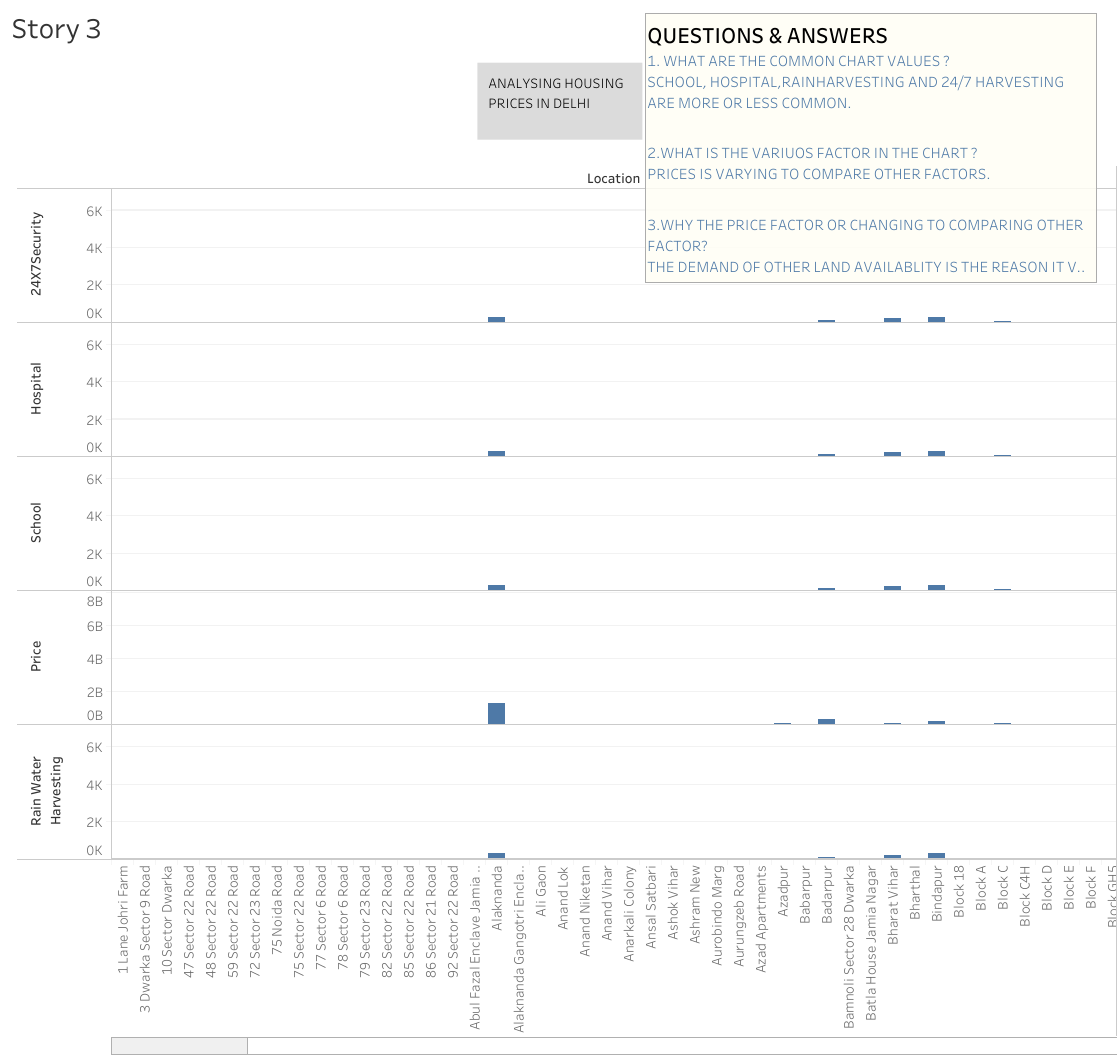 Story 3
ANALYSING HOUSING
PRICES IN DELHI
QUESTIONS & ANSWERS
1. WHAT ARE THE COMMON CHART VALUES ?
SCHOOL, HOSPITAL,RAINHARVESTING AND 24/7 HARVESTING
ARE MORE OR LESS COMMON.
2.WHAT IS THE VARIUOS FACTOR IN THE CHART ?
PRICES IS VARYING TO COMPARE OTHER FACTORS.
3.WHY THE PRICE FACTOR OR CHANGING TO COMPARING OTHER
FACTOR?
THE DEMAND OF OTHER LAND AVAILABLITY IS THE REASON IT V..
Location
24X7Security
6K
4K
2K
0K
Hospital
6K
4K
2K
0K
School
6K
4K
2K
0K
Price
8B
6B
4B
2B
0B
Rain Water
Harvesting
6K
4K
2K
0K
1 Lane Johri Farm
3 Dwarka Sector 9 Road
10 Sector Dwarka
47 Sector 22 Road
48 Sector 22 Road
59 Sector 22 Road
72 Sector 23 Road
75 Noida Road
75 Sector 22 Road
77 Sector 6 Road
78 Sector 6 Road
79 Sector 23 Road
82 Sector 22 Road
85 Sector 22 Road
86 Sector 21 Road
92 Sector 22 Road
Abul Fazal Enclave Jamia ..
Alaknanda
Alaknanda Gangotri Encla..
Ali Gaon
Anand Lok
Anand Niketan
Anand Vihar
Anarkali Colony
Ansal Satbari
Ashok Vihar
Ashram New
Aurobindo Marg
Aurungzeb Road
Azad Apartments
Azadpur
Babarpur
Badarpur
Bamnoli Sector 28 Dwarka
Batla House Jamia Nagar
Bharat Vihar
Bharthal
Bindapur
Block 18
Block A
Block C
Block C4H
Block D
Block E
Block F
Block GH5